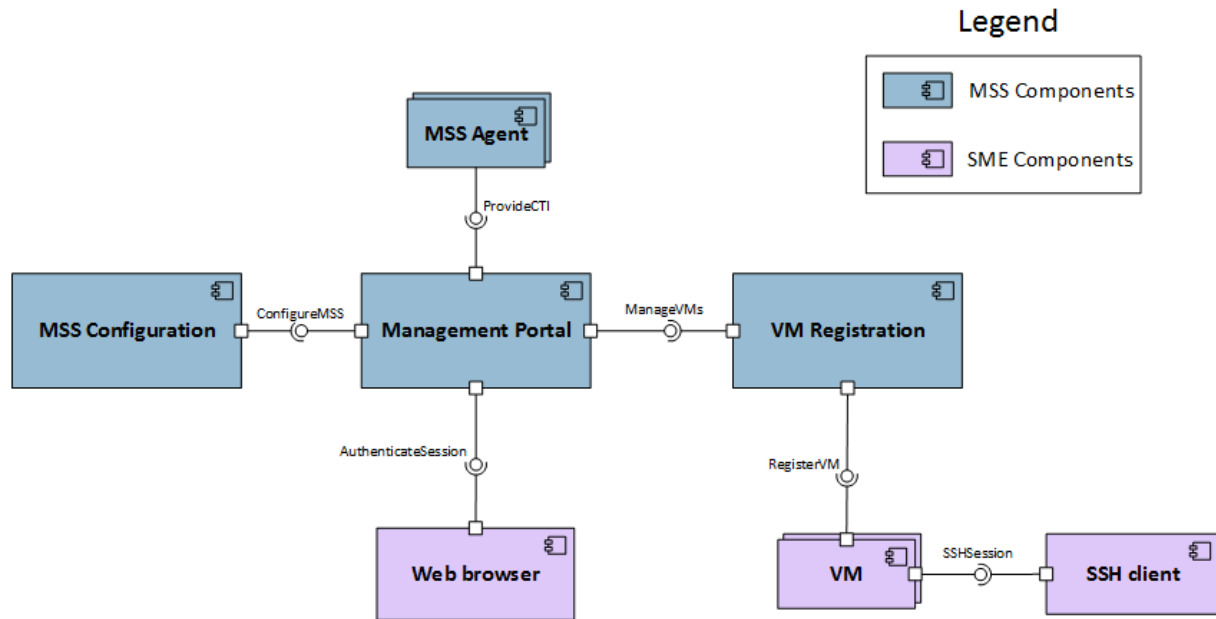 Legend
MSS Components
SME Components
MSS Agent
ProvideCTI
MSS Configuration
ConfigureMSS
Management Portal
ManageVMs
VM Registration
AuthenticateSession
RegisterVM
Web browser
VM
SSHSession
SSH client